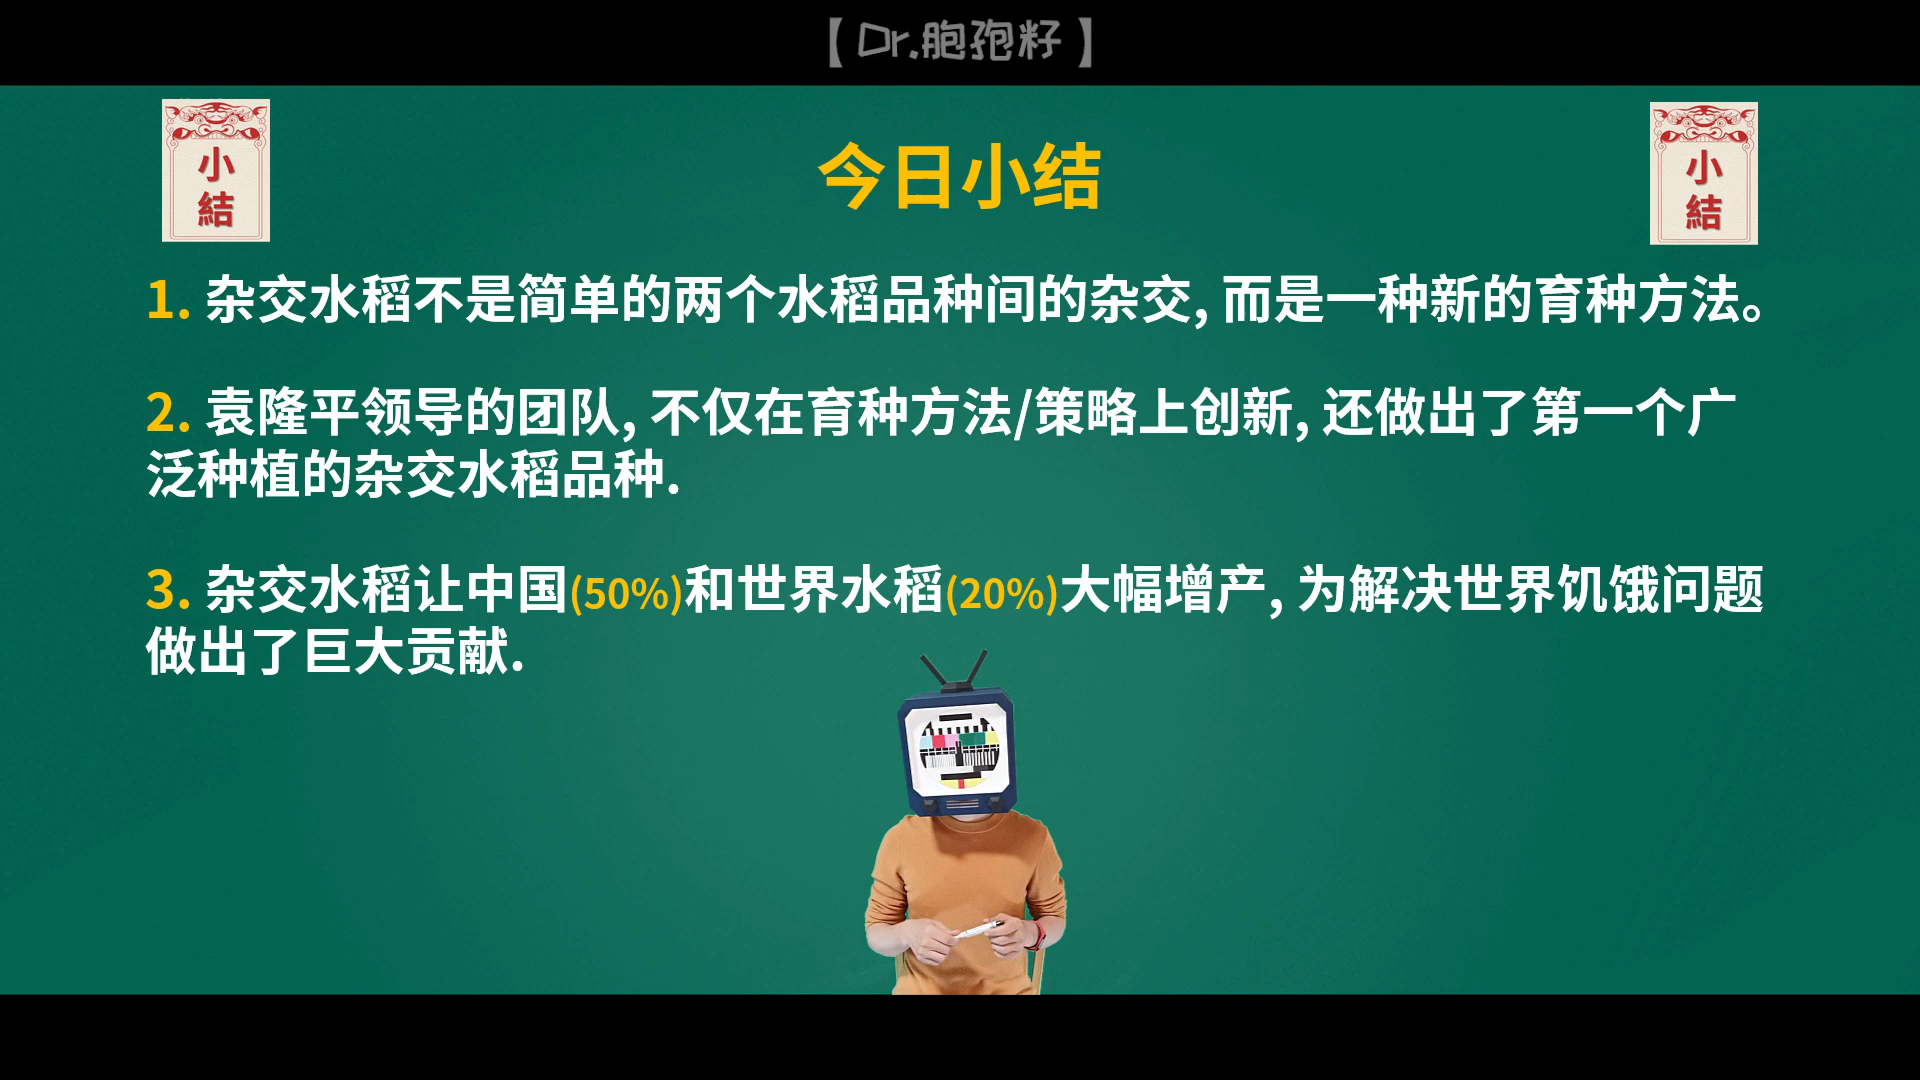 【Dr.胞孢籽】
小
結
今日小结
小
結
1. 杂交水稻不是简单的两个水稻品种间的杂交, 而是一种新的育种方法。
2. 袁隆平领导的团队, 不仅在育种方法/策略上创新, 还做出了第一个广
泛种植的杂交水稻品种.
3. 杂交水稻让中国(50%)和世界水稻(20%)大幅增产, 为解决世界饥饿问题
做出了巨大贡献.